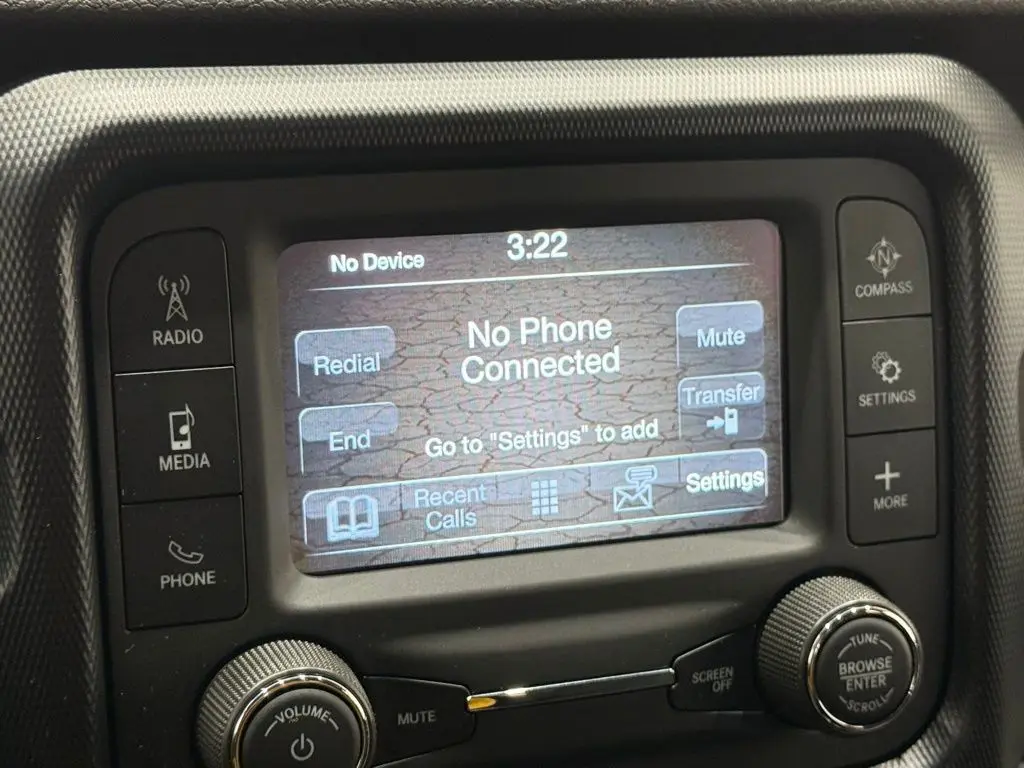 No Device
3:22
No Phone
Connected
Redial
Mute
End
Transfer
Go to "Settings" to add
Recent
Calls
Settings
RADIO
MEDIA
PHONE
N
COMPASS
SETTINGS
MORE
VOLUME
MUTE
SCREEN
OFF
TUNE
BROWSE
ENTER
SCROLL